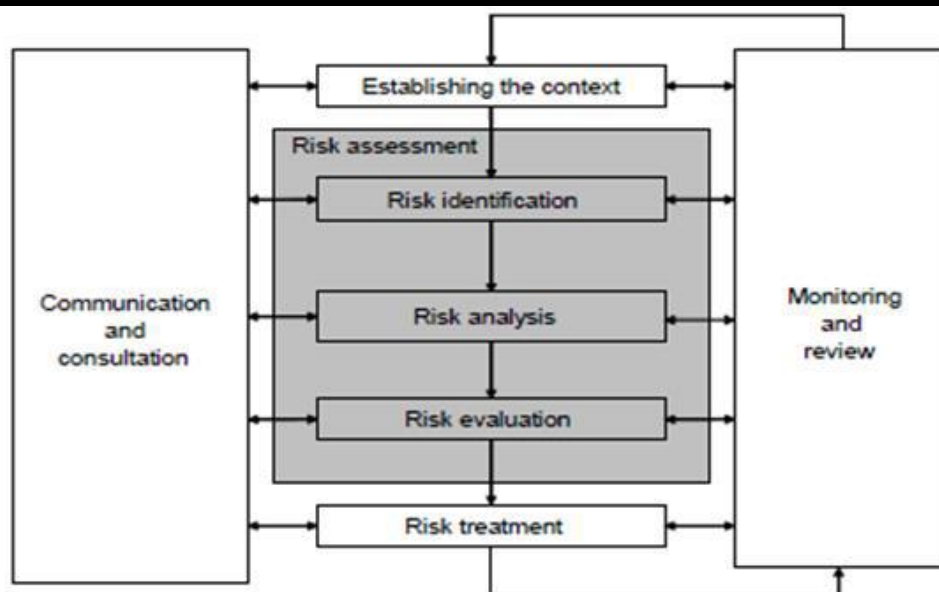 Establishing the context
Risk assessment
Risk identification
Risk analysis
Risk evaluation
Risk treatment
Communication
and
consultation
Monitoring
and
review